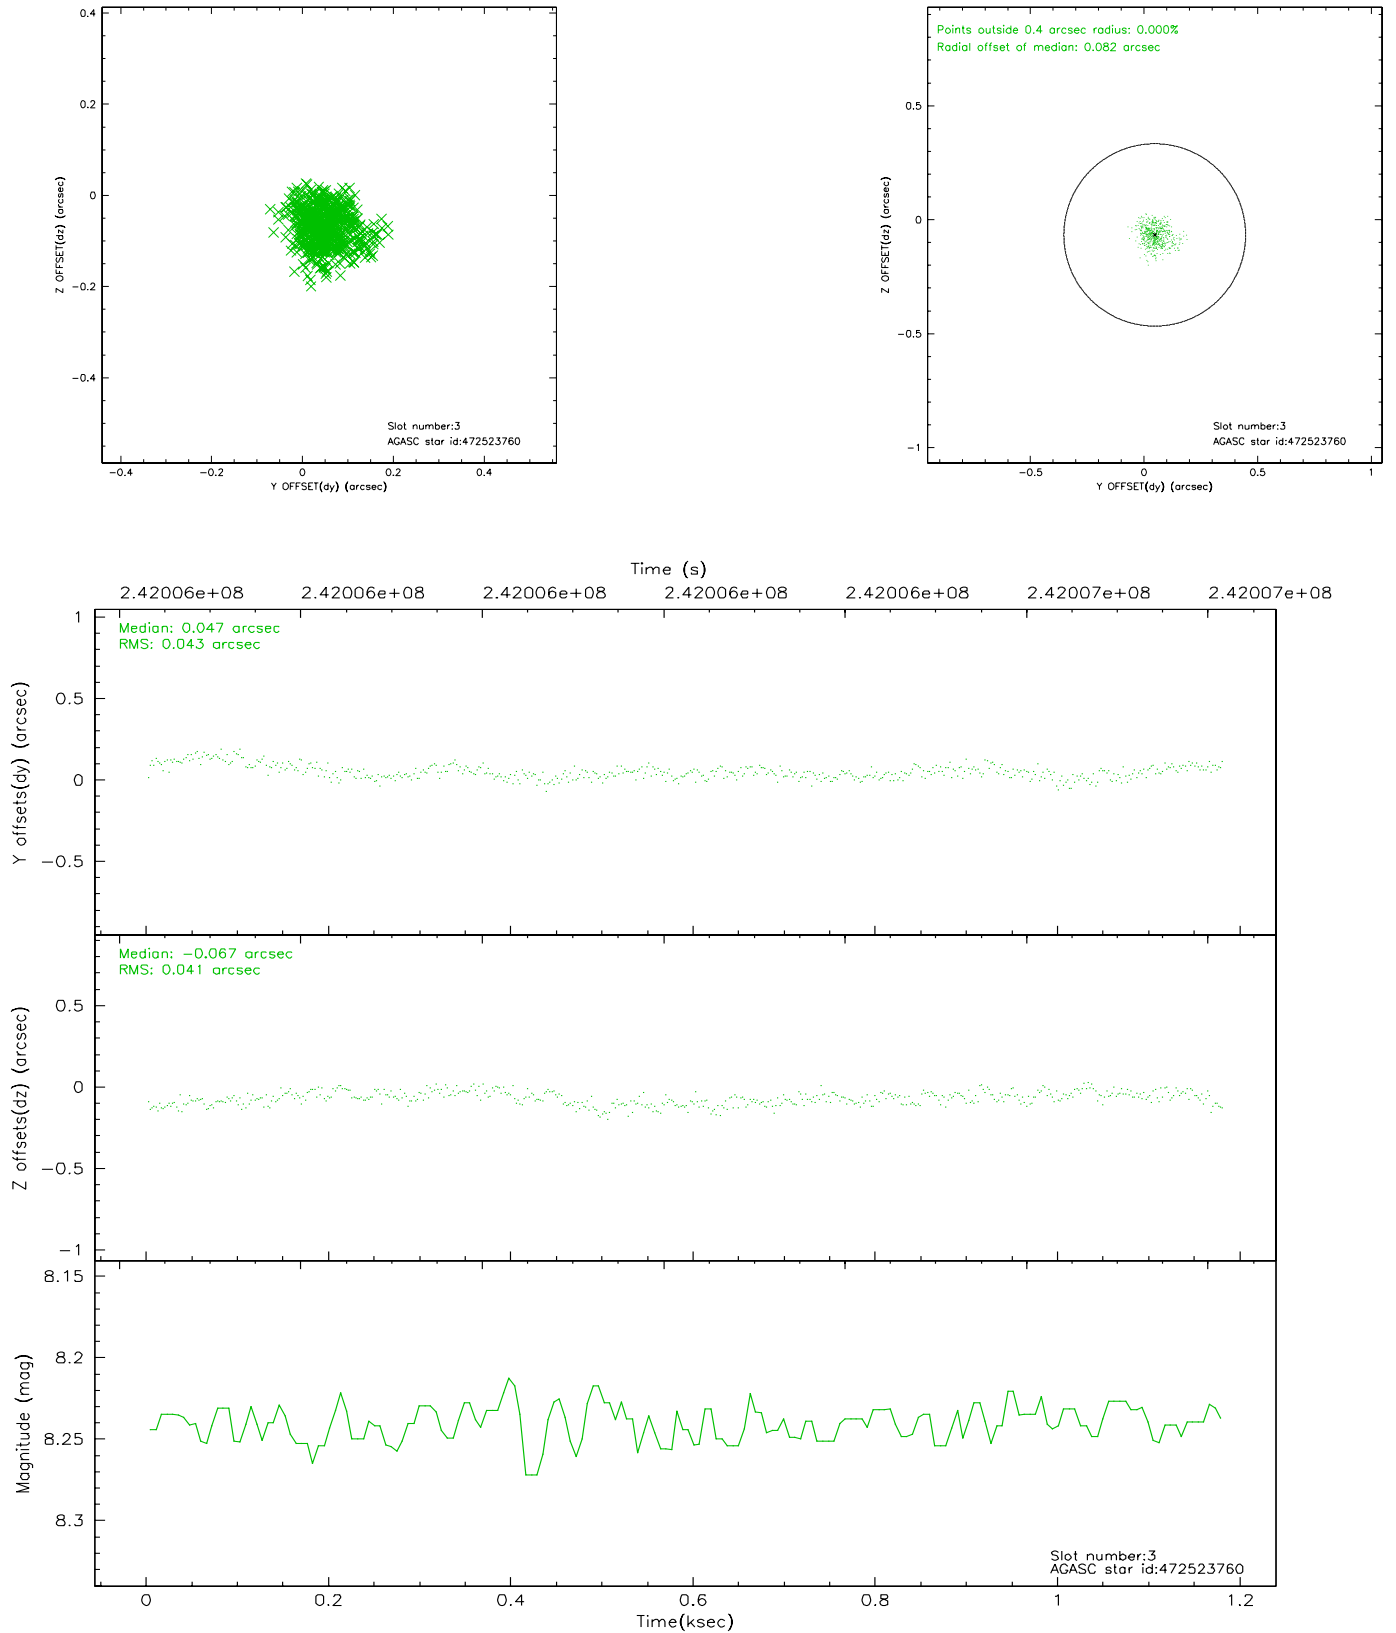 0.4
0.2
0
−0.2
−0.4
Z OFFSET(dz) (arcsec)
Slot number:3
AGASC star id:472523760
−0.4 −0.2 0 0.2 0.4
Y OFFSET(dy) (arcsec)
Points outside 0.4 arcsec radius: 0.000%
Radial offset of median: 0.082 arcsec
0.5
0
−0.5
−1
Z OFFSET(dz) (arcsec)
Slot number:3
AGASC star id:472523760
−0.5 0 0.5 1
Y OFFSET(dy) (arcsec)
Time (s)
2.42006e+08 2.42006e+08 2.42006e+08 2.42006e+08 2.42006e+08 2.42007e+08 2.42007e+08
Median: 0.047 arcsec
RMS: 0.043 arcsec
1
0.5
0
−0.5
Y offsets(dy) (arcsec)
Median: −0.067 arcsec
RMS: 0.041 arcsec
0.5
0
−0.5
−1
Z offsets(dz) (arcsec)
8.15
8.2
8.25
8.3
Magnitude (mag)
Slot number:3
AGASC star id:472523760
0 0.2 0.4 0.6 0.8 1 1.2
Time(ksec)